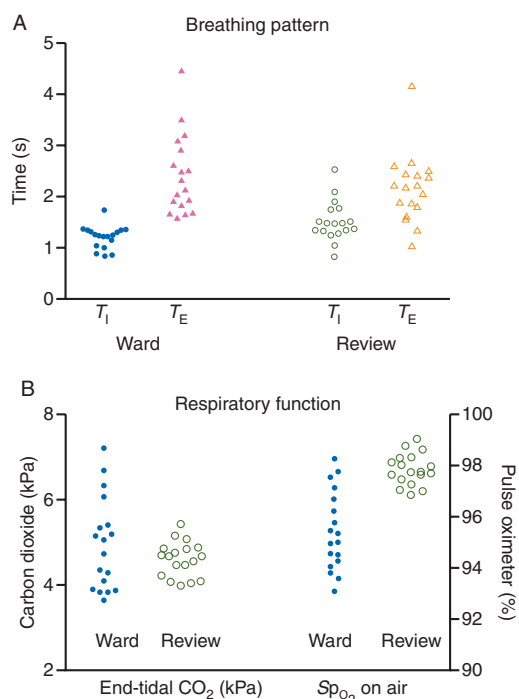 A
Breathing pattern
5
4
3
2
1
0
Time (s)
TI TE TI TE
Ward Review
B
Respiratory function
8
6
4
2
Carbon dioxide (kPa)
100
98
96
94
92
90
Pulse oximeter (%)
Ward Review Ward Review
End-tidal CO2 (kPa) SpO2 on air